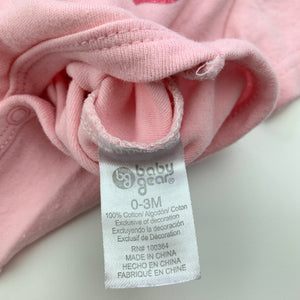 bg baby
gear®
0-3M
100% Cotton/ Algodón/ Coton
Exclusive of decoration
Excluyendo la decoración
Exclusif de Décoration
RN# 100364
MADE IN CHINA
HECHO EN CHINA
FABRIQUÉ EN CHINE